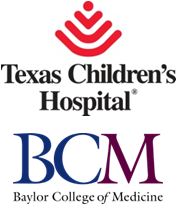 Texas Children's
Hospital®
BCM
Baylor College of Medicine